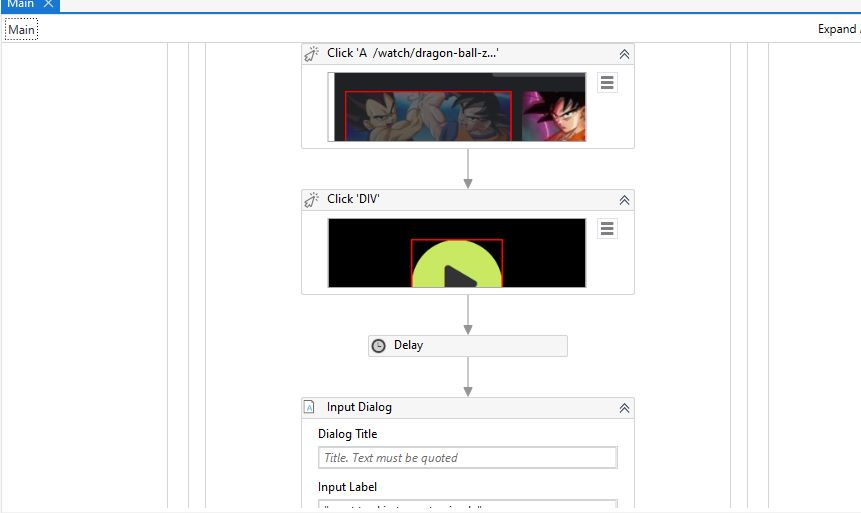 Main
Main
Expand
Click 'A /watch/dragon-ball-z...'
Click 'DIV'
Delay
Input Dialog
Dialog Title
Title. Text must be quoted
Input Label